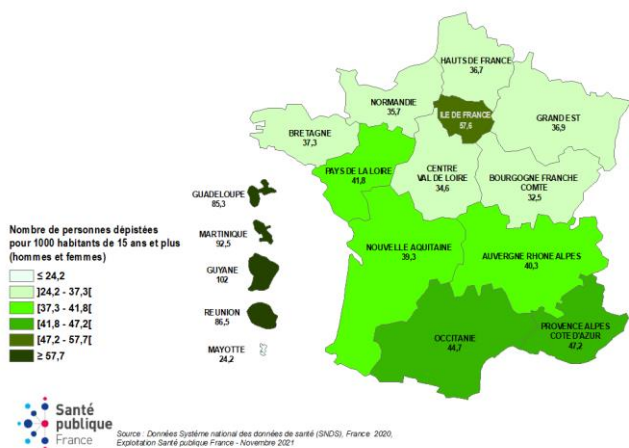 HAUTS DE FRANCE
36,7
NORMANDIE
35,7
ILE DE FRANCE
57,6
GRAND EST
36,9
BRETAGNE
37,3
PAYS DE LA LOIRE
41,8
CENTRE
VAL DE LOIRE
34,6
BOURGOGNE FRANCHE
COMTE
32,5
GUADELOUPE
85,3
MARTINIQUE
92,5
GUYANE
102
REUNION
86,5
MAYOTTE
24,2
NOUVELLE AQUITAINE
39,3
AUVERGNE RHONE ALPES
40,3
OCCITANIE
44,7
PROVENCE ALPES
COTE D'AZUR
47,2
Nombre de personnes dépistées
pour 1000 habitants de 15 ans et plus
(hommes et femmes)
≤ 24,2
]24,2 - 37,3[
[37,3 - 41,8[
[41,8 - 47,2[
[47,2 - 57,7[
≥ 57,7
Santé
publique
France
Source : Données Système national des données de santé (SNDS), France 2020,
Exploitation Santé publique France - Novembre 2021